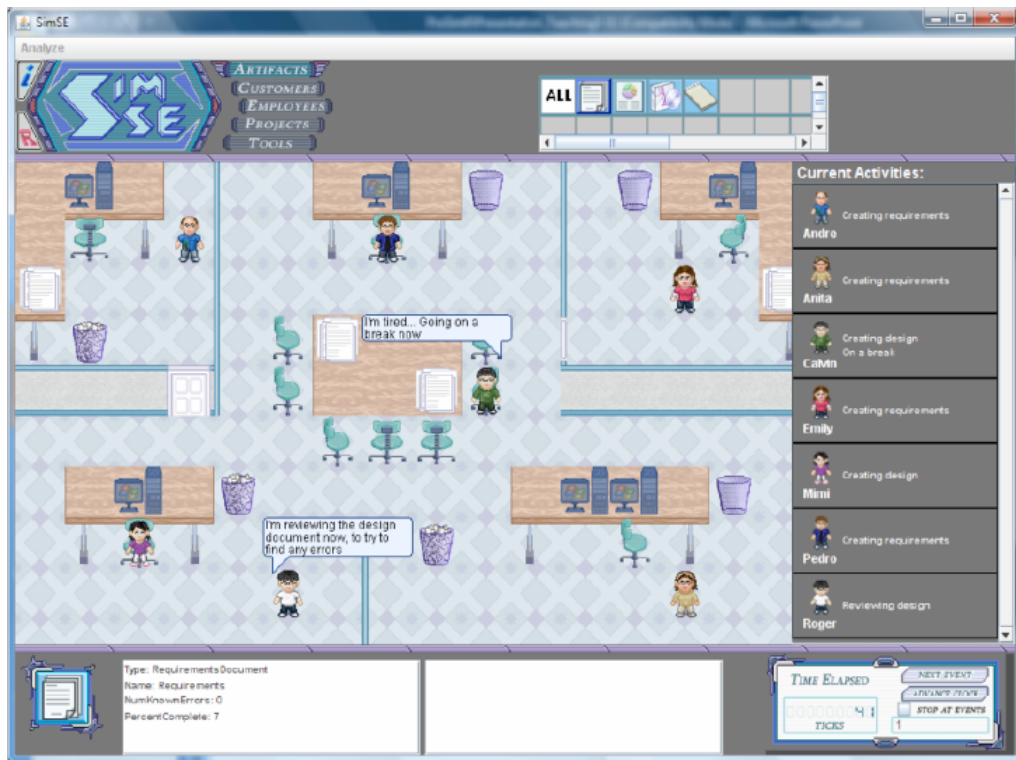 SimSE
Analyze
SIMSE
ARTIFACTS
CUSTOMERS
EMPLOYEES
PROJECTS
TOOLS
ALL
i
R
Current Activities:
Creating requirements
Andre
Creating requirements
Anita
Creating design
On a break
Calvin
Creating requirements
Emily
Creating design
Mimi
Creating requirements
Pedro
Reviewing design
Roger
I'm tired... Going on a
break now
I'm reviewing the design
document now, to try to
find any errors
Type: RequirementsDocument
Name: Requirements
NumKnownErrors: 0
PercentComplete: 7
TIME ELAPSED
41
TICKS
NEXT EVENT
ADVANCE CLOCK
STOP AT EVENTS
1